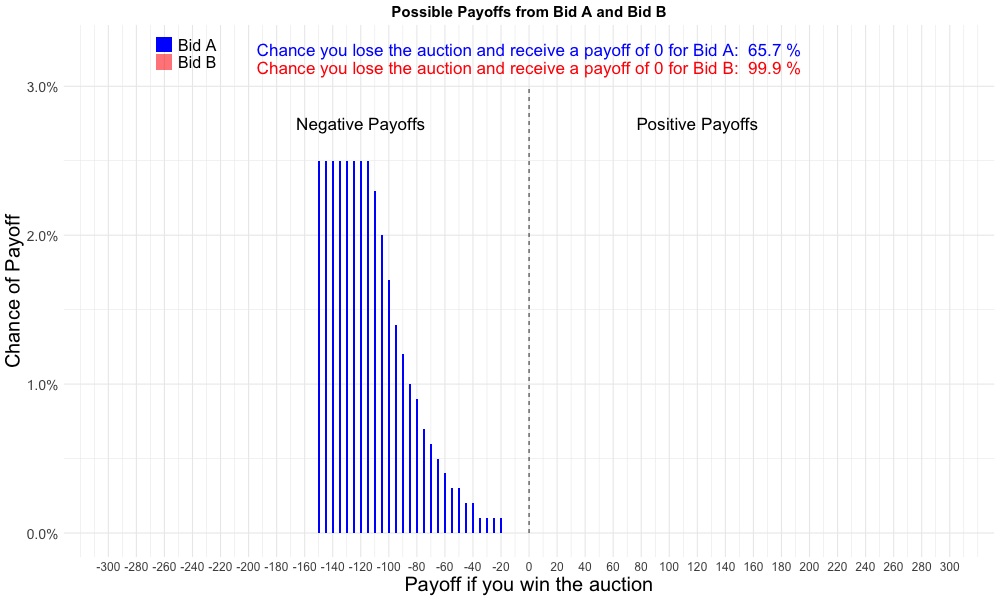 Possible Payoffs from Bid A and Bid B
Bid A
Bid B
Chance you lose the auction and receive a payoff of 0 for Bid A: 65.7 %
Chance you lose the auction and receive a payoff of 0 for Bid B: 99.9 %
Negative Payoffs
Positive Payoffs
Chance of Payoff
3.0%
2.0%
1.0%
0.0%
-300 -280 -260 -240 -220 -200 -180 -160 -140 -120 -100 -80 -60 -40 -20 0 20 40 60 80 100 120 140 160 180 200 220 240 260 280 300
Payoff if you win the auction